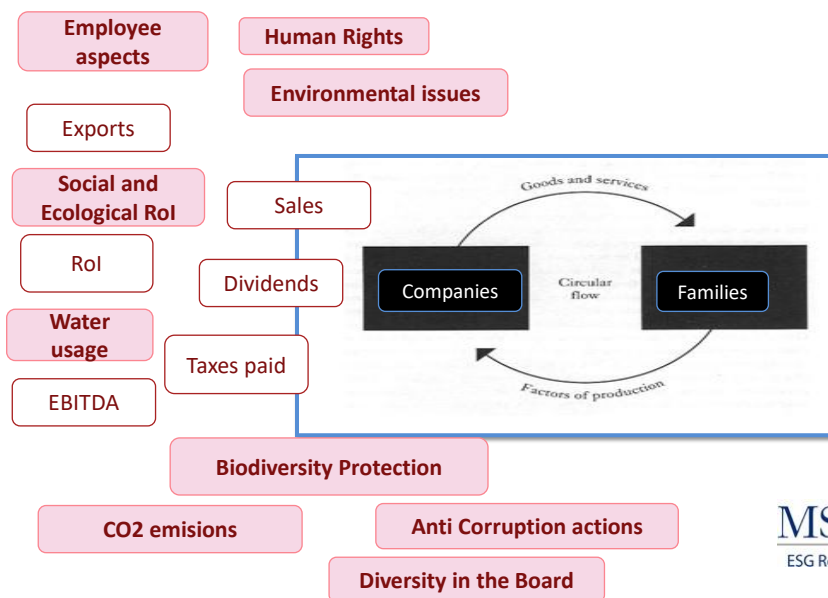 Employee
aspects
Human Rights
Environmental issues
Exports
Social and
Ecological RoI
Sales
Goods and services
RoI
Dividends
Companies
Circular
flow
Families
Water
usage
Taxes paid
EBITDA
Factors of production
Biodiversity Protection
CO2 emisions
Anti Corruption actions
Diversity in the Board
MS
ESG Re